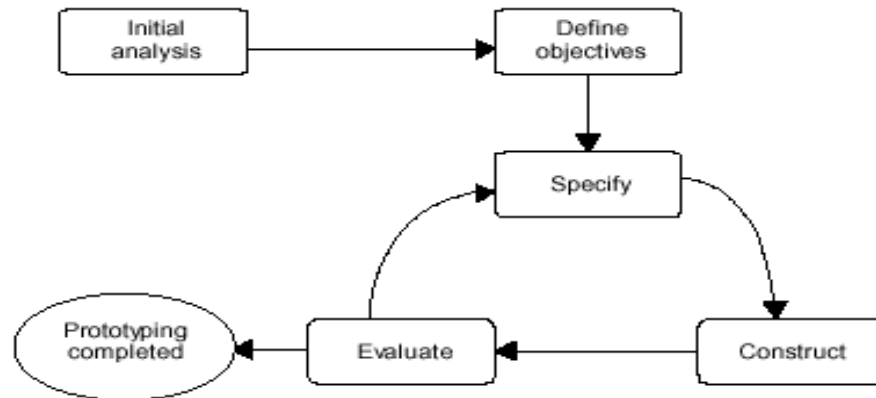 Initial
analysis
Define
objectives
Specify
Prototyping
completed
Evaluate
Construct